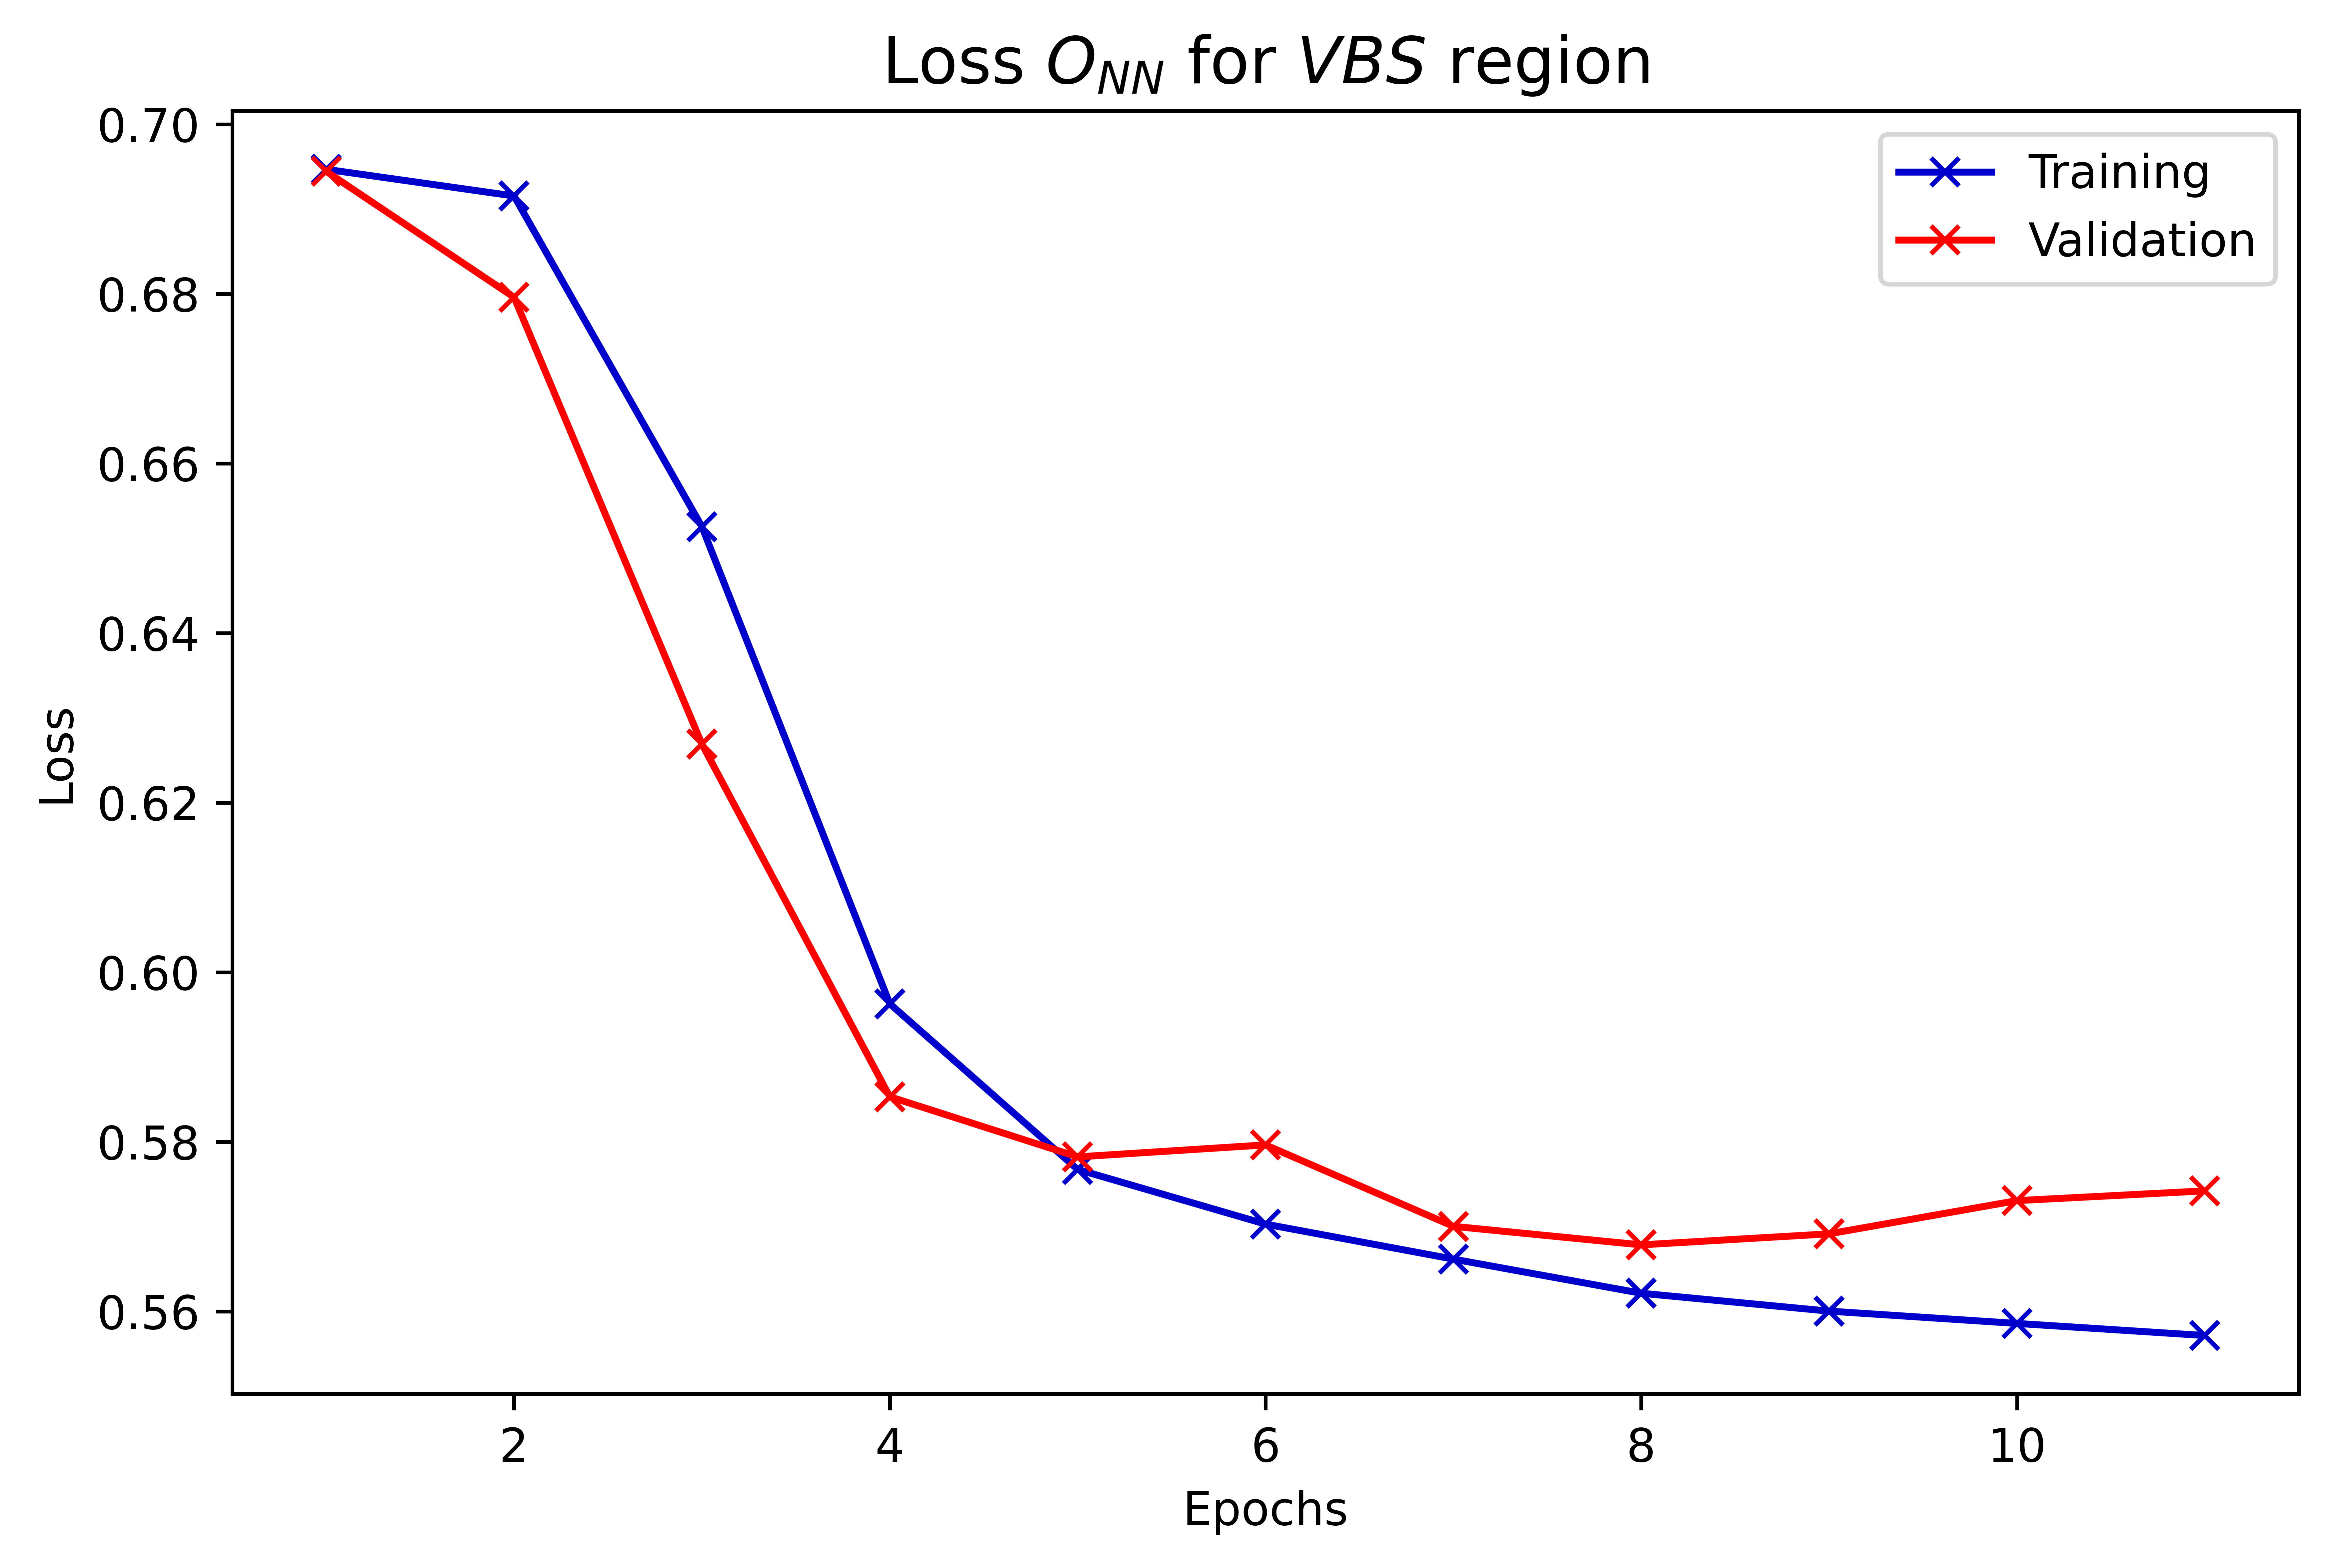 Loss O_NN for VBS region
0.70
0.68
0.66
0.64
0.62
0.60
0.58
0.56
Loss
Training
Validation
2 4 6 8 10
Epochs